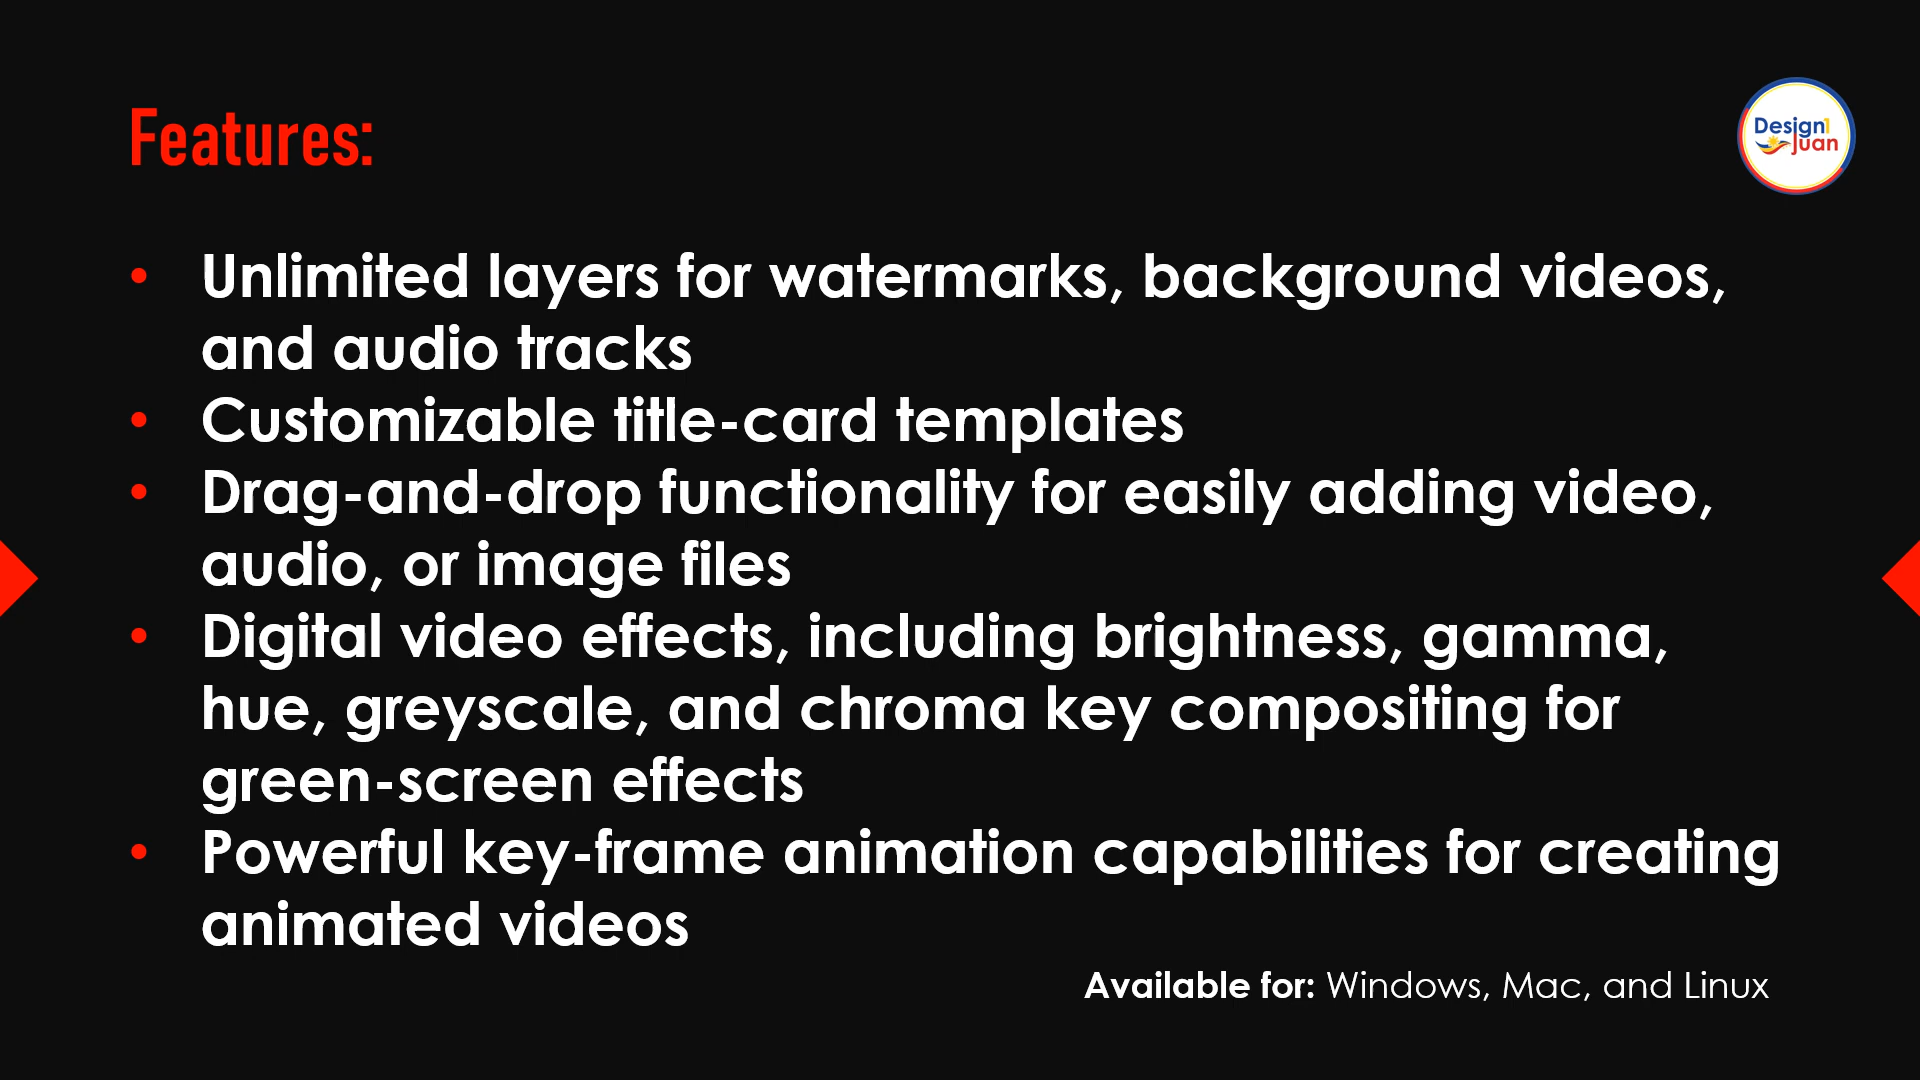 Features:
Design1
juan
• Unlimited layers for watermarks, background videos,
and audio tracks
• Customizable title-card templates
• Drag-and-drop functionality for easily adding video,
audio, or image files
• Digital video effects, including brightness, gamma,
hue, greyscale, and chroma key compositing for
green-screen effects
• Powerful key-frame animation capabilities for creating
animated videos
Available for: Windows, Mac, and Linux